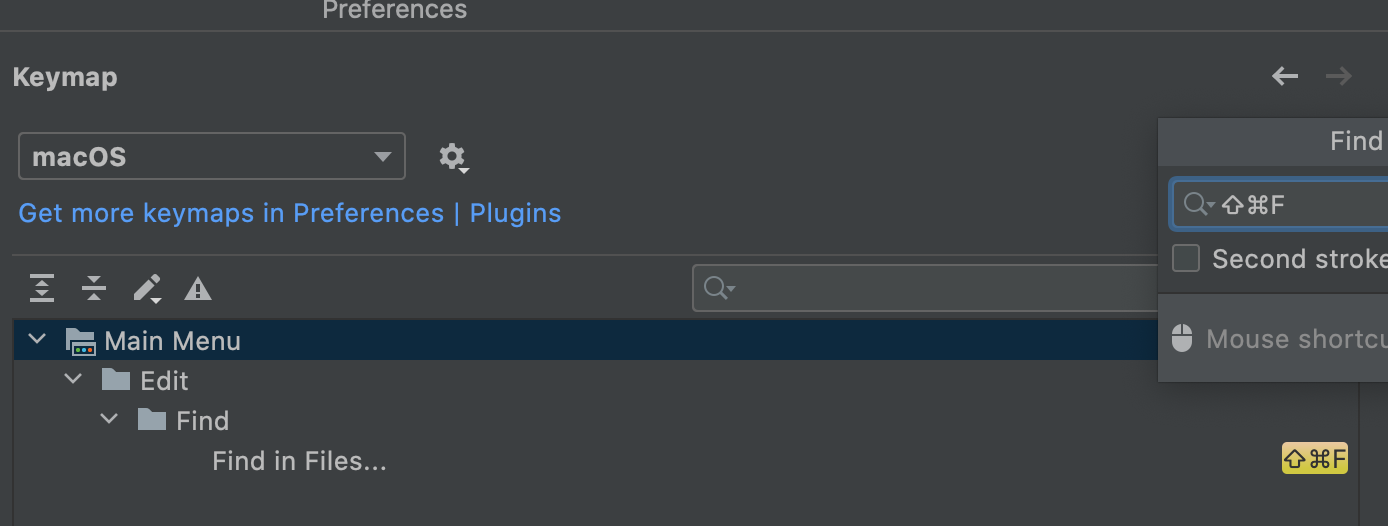 Preferences
Keymap
macOS
Get more keymaps in Preferences | Plugins
Find
⇧⌘F
Second stroke
Mouse shortcu
Main Menu
Edit
Find
Find in Files...
⇧⌘F